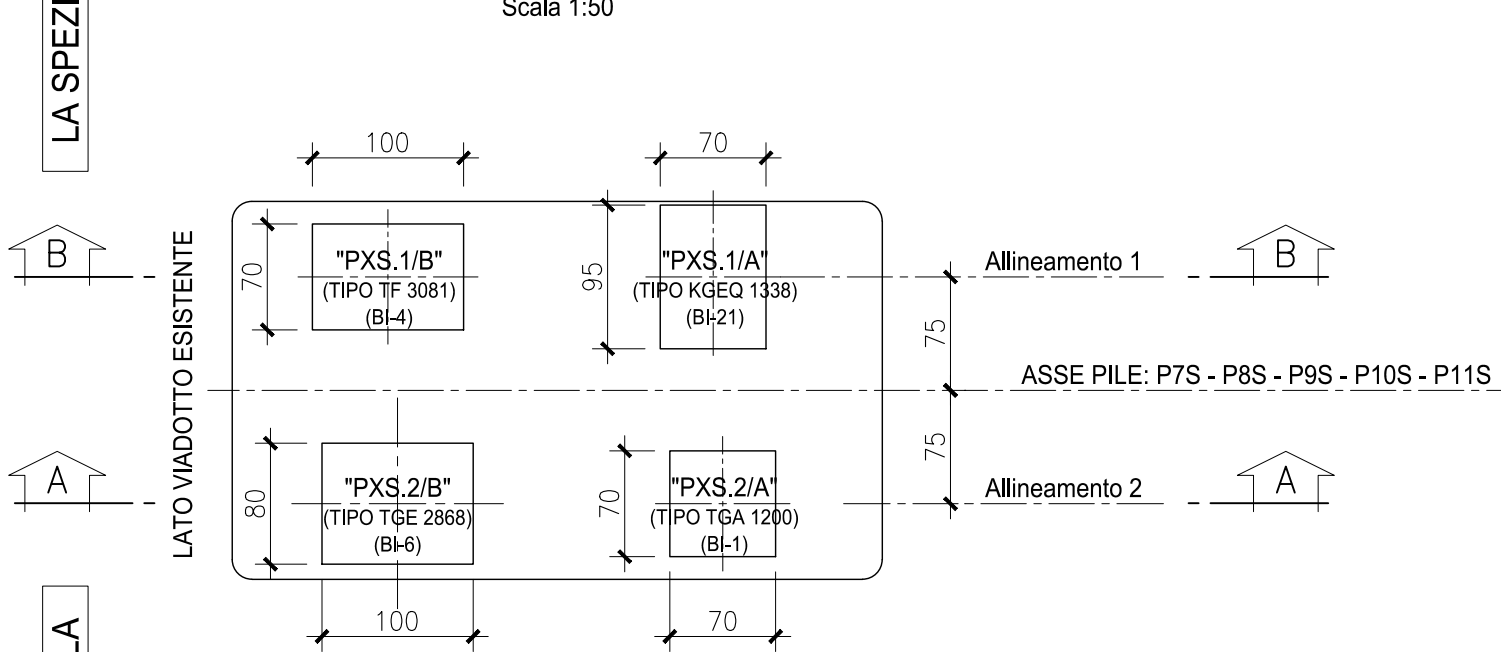 Scala 1:50
LA SPEZI
100
70
B
B
LATO VIADOTTO ESISTENTE
70
"PXS.1/B"
(TIPO TF 3081)
(BI-4)
95
"PXS.1/A"
(TIPO KGEQ 1338)
(BI-21)
Allineamento 1
75
ASSE PILE: P7S - P8S - P9S - P10S - P11S
75
A
A
80
"PXS.2/B"
(TIPO TGE 2868)
(BI-6)
70
"PXS.2/A"
(TIPO TGA 1200)
(BI-1)
Allineamento 2
100
70
LA